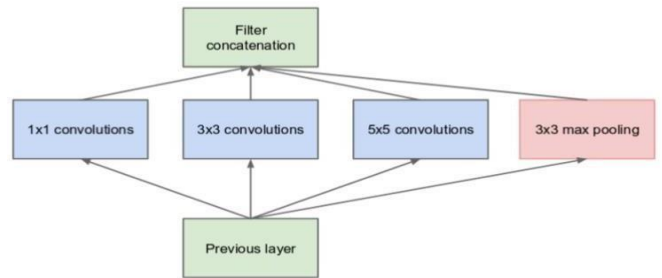 Filter
concatenation
1x1 convolutions
3x3 convolutions
5x5 convolutions
3x3 max pooling
Previous layer